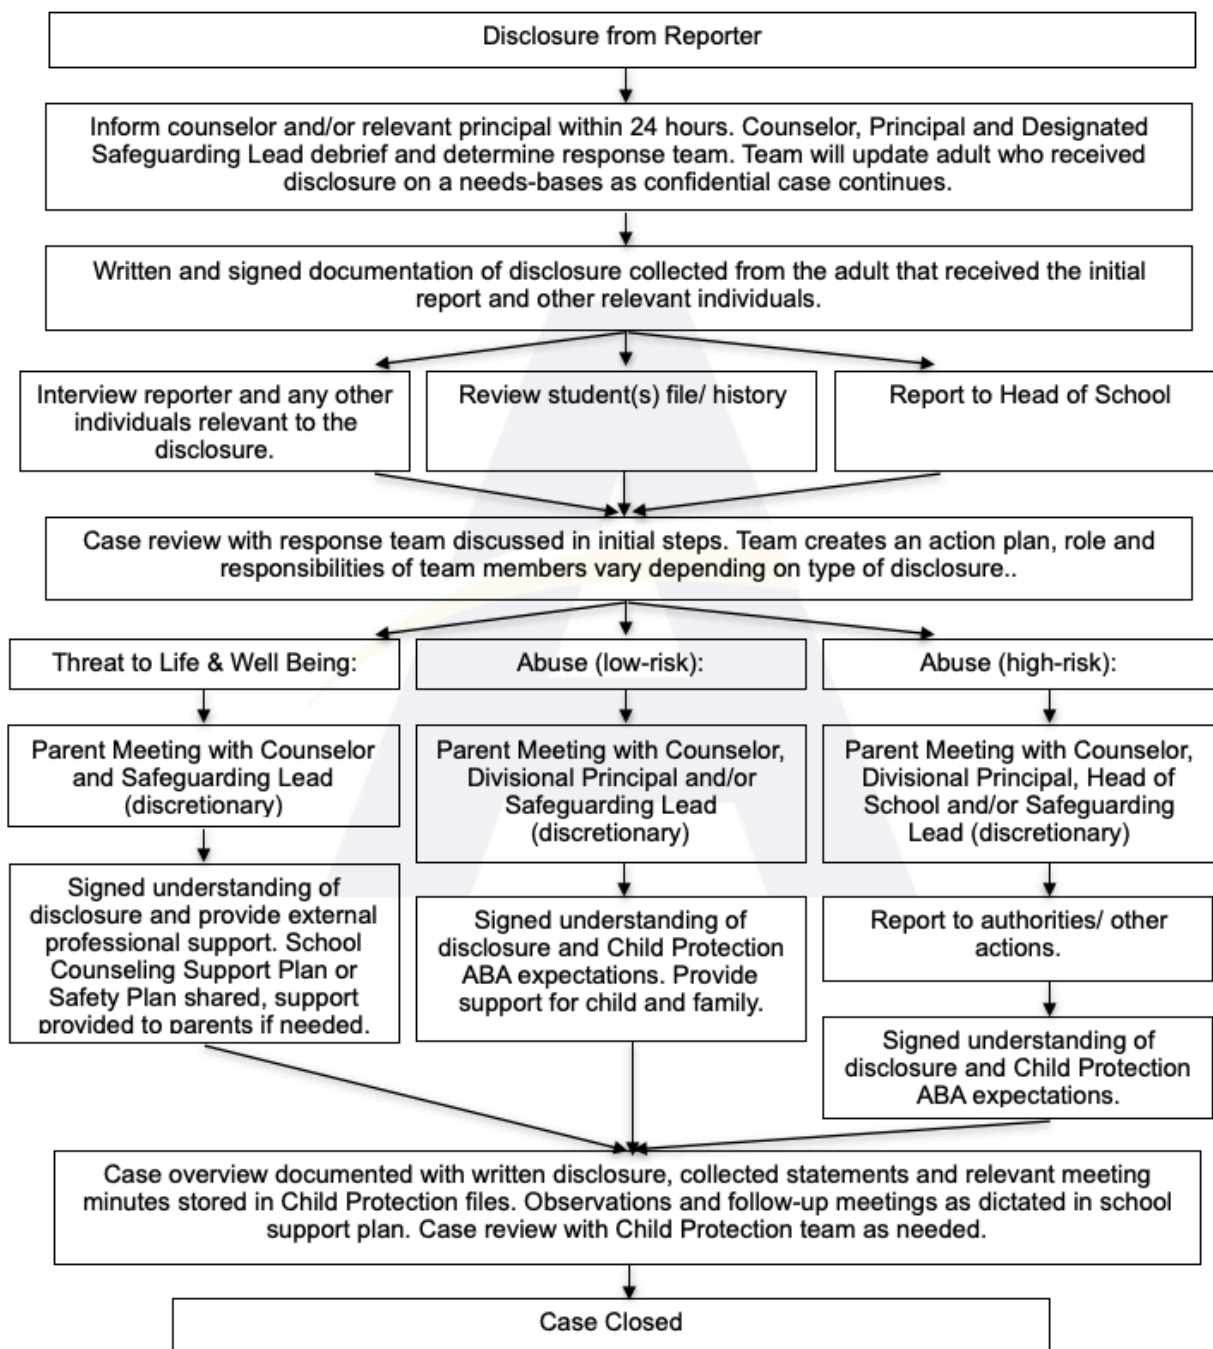 Disclosure from Reporter
Inform counselor and/or relevant principal within 24 hours. Counselor, Principal and Designated
Safeguarding Lead debrief and determine response team. Team will update adult who received
disclosure on a needs-bases as confidential case continues.
Written and signed documentation of disclosure collected from the adult that received the initial
report and other relevant individuals.
Interview reporter and any other
individuals relevant to the
disclosure.
Review student(s) file/ history
Report to Head of School
Case review with response team discussed in initial steps. Team creates an action plan, role and
responsibilities of team members vary depending on type of disclosure..
Threat to Life & Well Being:
Abuse (low-risk):
Abuse (high-risk):
Parent Meeting with Counselor
and Safeguarding Lead
(discretionary)
Parent Meeting with Counselor,
Divisional Principal and/or
Safeguarding Lead
(discretionary)
Parent Meeting with Counselor,
Divisional Principal, Head of
School and/or Safeguarding
Lead (discretionary)
Signed understanding of
disclosure and provide external
professional support. School
Counseling Support Plan or
Safety Plan shared, support
provided to parents if needed.
Signed understanding of
disclosure and Child Protection
ABA expectations. Provide
support for child and family.
Report to authorities/ other
actions.
Signed understanding of
disclosure and Child Protection
ABA expectations.
Case overview documented with written disclosure, collected statements and relevant meeting
minutes stored in Child Protection files. Observations and follow-up meetings as dictated in school
support plan. Case review with Child Protection team as needed.
Case Closed